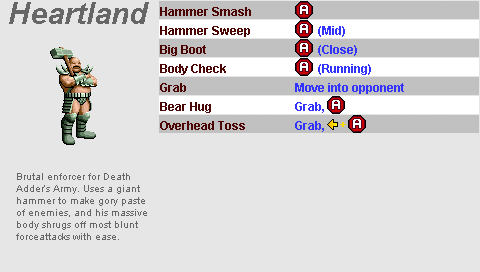 Heartland
Hammer Smash A
Hammer Sweep A (Mid)
Big Boot A (Close)
Body Check A (Running)
Grab Move into opponent
Bear Hug Grab, A
Overhead Toss Grab, A
Brutal enforcer for Death
Adder's Army. Uses a giant
hammer to make gory paste
of enemies, and his massive
body shrugs off most blunt
forceattacks with ease.